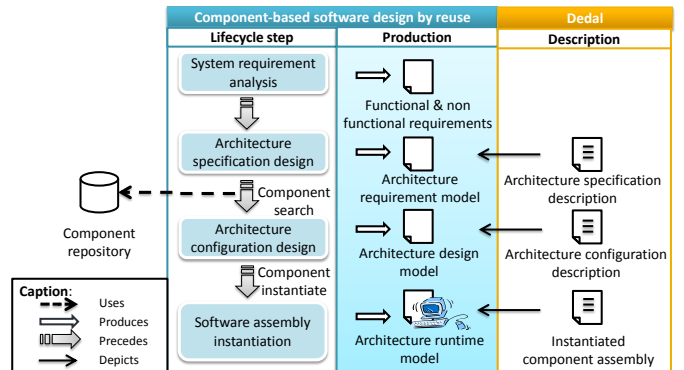 Component-based software design by reuse
Dedal
Lifecycle step
Production
Description
System requirement
analysis
Functional & non
functional requirements
Architecture
specification design
Architecture
requirement model
Architecture specification
description
Component
search
Component
repository
Architecture
configuration design
Architecture design
model
Architecture configuration
description
Component
instantiate
Software assembly
instantiation
Architecture runtime
model
Instantiated
component assembly
Caption:
Uses
Produces
Precedes
Depicts